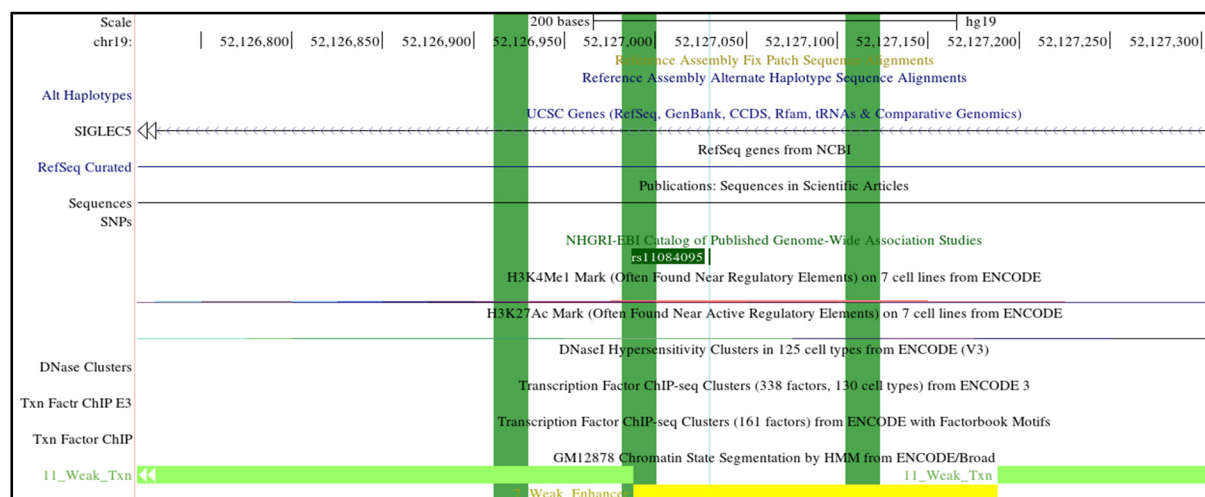 Scale 200 bases hg19
chr19: 52,126,800 52,126,850 52,126,900 52,126,950 52,127,000 52,127,050 52,127,100 52,127,150 52,127,200 52,127,250 52,127,300
Reference Assembly Fix Patch Sequence Alignments
Reference Assembly Alternate Haplotype Sequence Alignments
Alt Haplotypes
UCSC Genes (RefSeq, GenBank, CCDS, Rfam, tRNAs & Comparative Genomics)
SIGLEC5
RefSeq genes from NCBI
RefSeq Curated
Publications: Sequences in Scientific Articles
Sequences
SNPs
NHGRI-EBI Catalog of Published Genome-Wide Association Studies
rs11084095
H3K4Me1 Mark (Often Found Near Regulatory Elements) on 7 cell lines from ENCODE
H3K27Ac Mark (Often Found Near Active Regulatory Elements) on 7 cell lines from ENCODE
DNaseI Hypersensitivity Clusters in 125 cell types from ENCODE (V3)
DNase Clusters
Transcription Factor ChIP-seq Clusters (338 factors, 130 cell types) from ENCODE 3
Txn Factr ChIP E3
Transcription Factor ChIP-seq Clusters (161 factors) from ENCODE with Factorbook Motifs
Txn Factor ChIP
GM12878 Chromatin State Segmentation by HMM from ENCODE/Broad
11_Weak_Txn 11_Weak_Txn
7_Weak_Enhancer